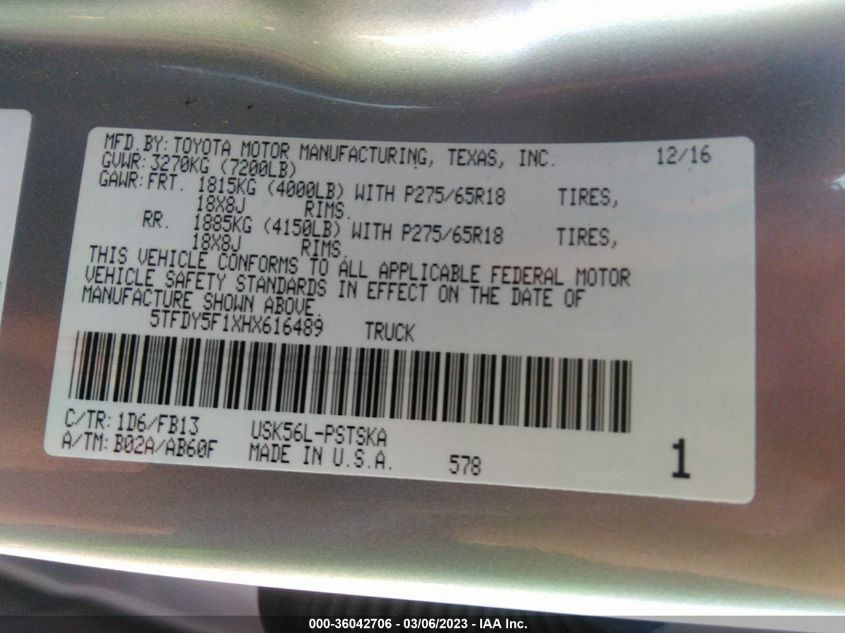 MFD.BY:TOYOTA MOTOR MANUFACTURING, TEXAS, INC. 12/16
GVWR:3270KG (7200LB)
GAWR:FRT. 1815KG (4000LB) WITH P275/65R18 TIRES,
18X8J RIMS.
RR. 1885KG (4150LB) WITH P275/65R18 TIRES,
18X8J RIMS.
THIS VEHICLE CONFORMS TO ALL APPLICABLE FEDERAL MOTOR
VEHICLE SAFETY STANDARDS IN EFFECT ON THE DATE OF
MANUFACTURE SHOWN ABOVE.
5TFDY5F1XHX616489 TRUCK
C/TR:1D6/FB13 USK56L-PSTSKA
A/TM:B02A/AB60F MADE IN U.S.A. 578 1
000-36042706 - 03/06/2023 - IAA Inc.